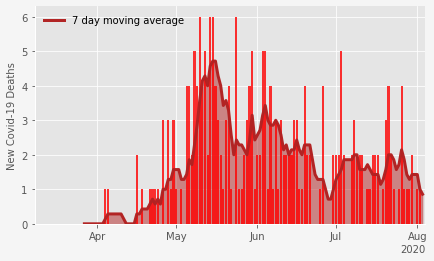 7 day moving average
New Covid-19 Deaths
6
5
4
3
2
1
0
Apr
May
Jun
Jul
Aug
2020